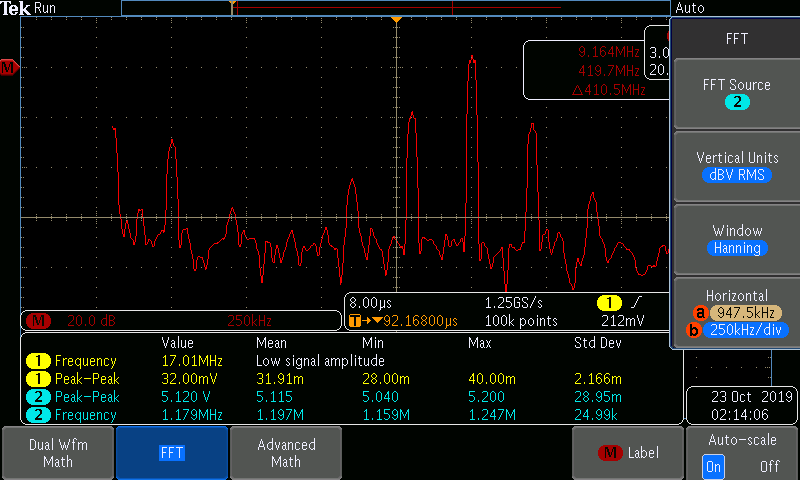 Tek Run
Auto
M
9.164MHz
419.7MHz
△410.5MHz
3.0
20.
FFT
FFT Source
2
Vertical Units
dBV RMS
Window
Hanning
Horizontal
a 947.5kHz
b 250kHz/div
M 20.0 dB 250kHz
8.00µs 1.25GS/s 1
T→▼92.16800µs 100k points 212mV
Value Mean Min Max Std Dev
1 Frequency 17.01MHz Low signal amplitude
1 Peak-Peak 32.00mV 31.91m 28.00m 40.00m 2.166m
2 Peak-Peak 5.120 V 5.115 5.040 5.200 28.95m
2 Frequency 1.179MHz 1.197M 1.159M 1.247M 24.99k
23 Oct 2019
02:14:06
Dual Wfm
Math
FFT
Advanced
Math
M Label
Auto-scale
On Off